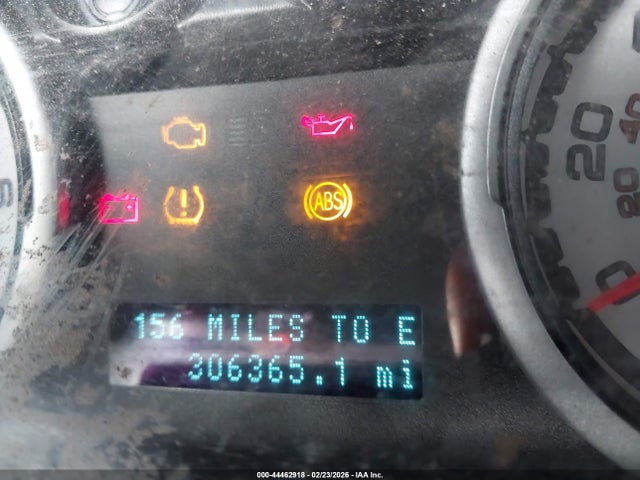 ABS
20
156 MILES TO E
306365.1 mi
000-44462918 - 02/23/2026 - IAA Inc.